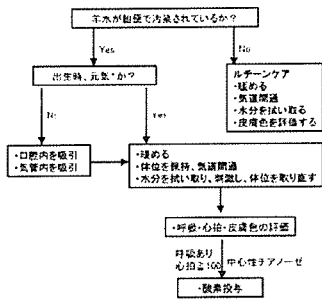 羊水が胎便で汚染されているか?
Yes
No
出生時、元気*か?
ルチーンケア
・暖める
・気道開通
・水分を拭い取る
・皮膚色を評価する
No
Yes
・口腔内を吸引
・気管内を吸引
・暖める
・体位を保持、気道開通
・水分を拭い取り、刺激し、体位を取り直す
・呼吸・心拍・皮膚色の評価
呼吸あり
心拍≧100
中心性チアノーゼ
・酸素投与